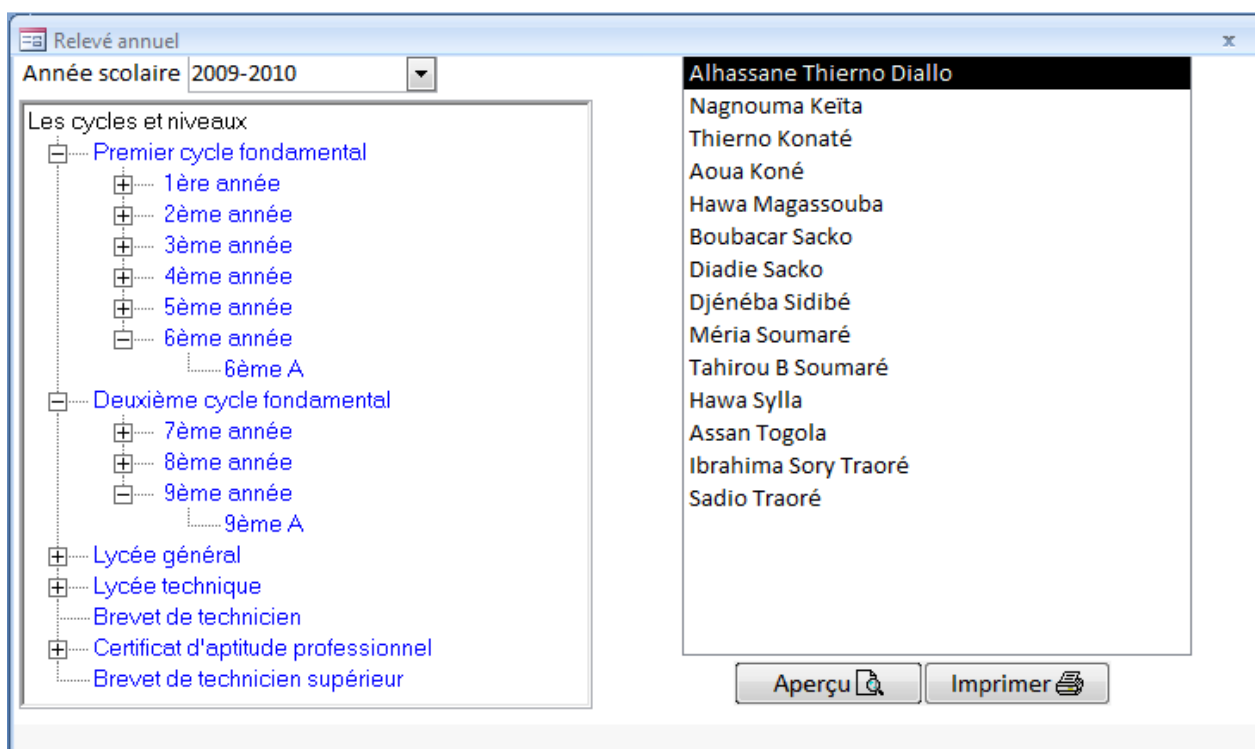 Relevé annuel
Année scolaire 2009-2010
Les cycles et niveaux
Premier cycle fondamental
1ère année
2ème année
3ème année
4ème année
5ème année
6ème année
6ème A
Deuxième cycle fondamental
7ème année
8ème année
9ème année
9ème A
Lycée général
Lycée technique
Brevet de technicien
Certificat d'aptitude professionnel
Brevet de technicien supérieur
Alhassane Thierno Diallo
Nagnouma Keïta
Thierno Konaté
Aoua Koné
Hawa Magassouba
Boubacar Sacko
Diadie Sacko
Djénéba Sidibé
Méria Soumaré
Tahirou B Soumaré
Hawa Sylla
Assan Togola
Ibrahima Sory Traoré
Sadio Traoré
Aperçu
Imprimer